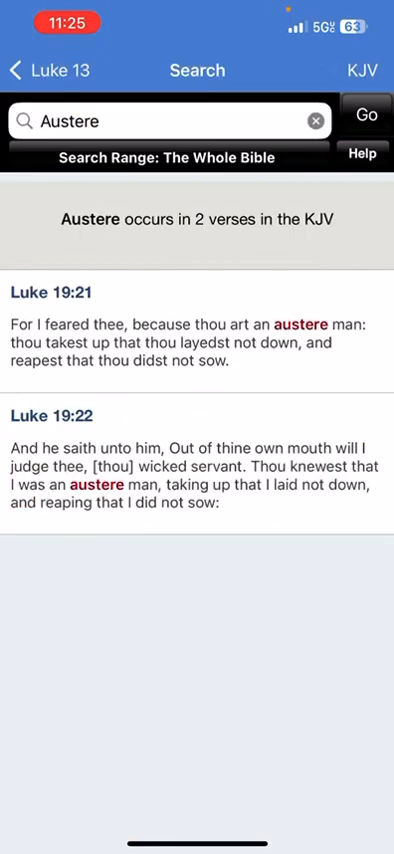 11:25
5G 63
Luke 13 Search KJV
Austere Go
Search Range: The Whole Bible Help
Austere occurs in 2 verses in the KJV
Luke 19:21
For I feared thee, because thou art an austere man:
thou takest up that thou layedst not down, and
reapest that thou didst not sow.
Luke 19:22
And he saith unto him, Out of thine own mouth will I
judge thee, [thou] wicked servant. Thou knewest that
I was an austere man, taking up that I laid not down,
and reaping that I did not sow: